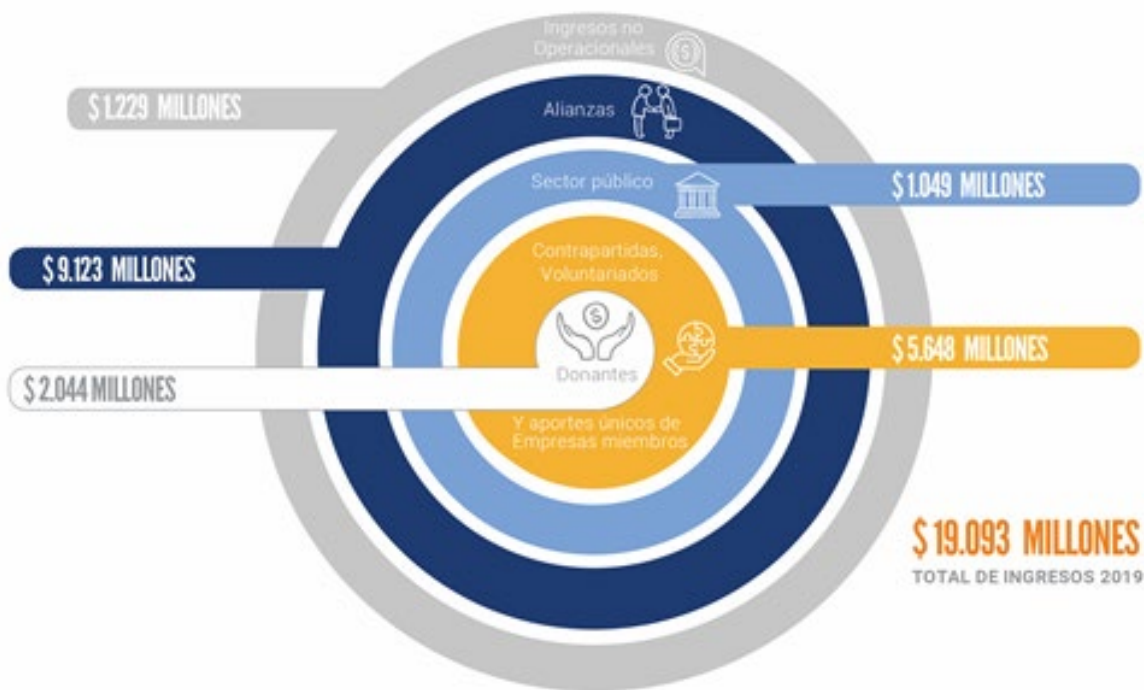 Ingresos no
Operacionales
$ 1.229 MILLONES
Alianzas
Sector público
$ 1.049 MILLONES
Contrapartidas,
Voluntariados
$ 9.123 MILLONES
$ 5.648 MILLONES
Donantes
$ 2.044 MILLONES
Y aportes únicos de
Empresas miembros
$ 19.093 MILLONES
TOTAL DE INGRESOS 2019